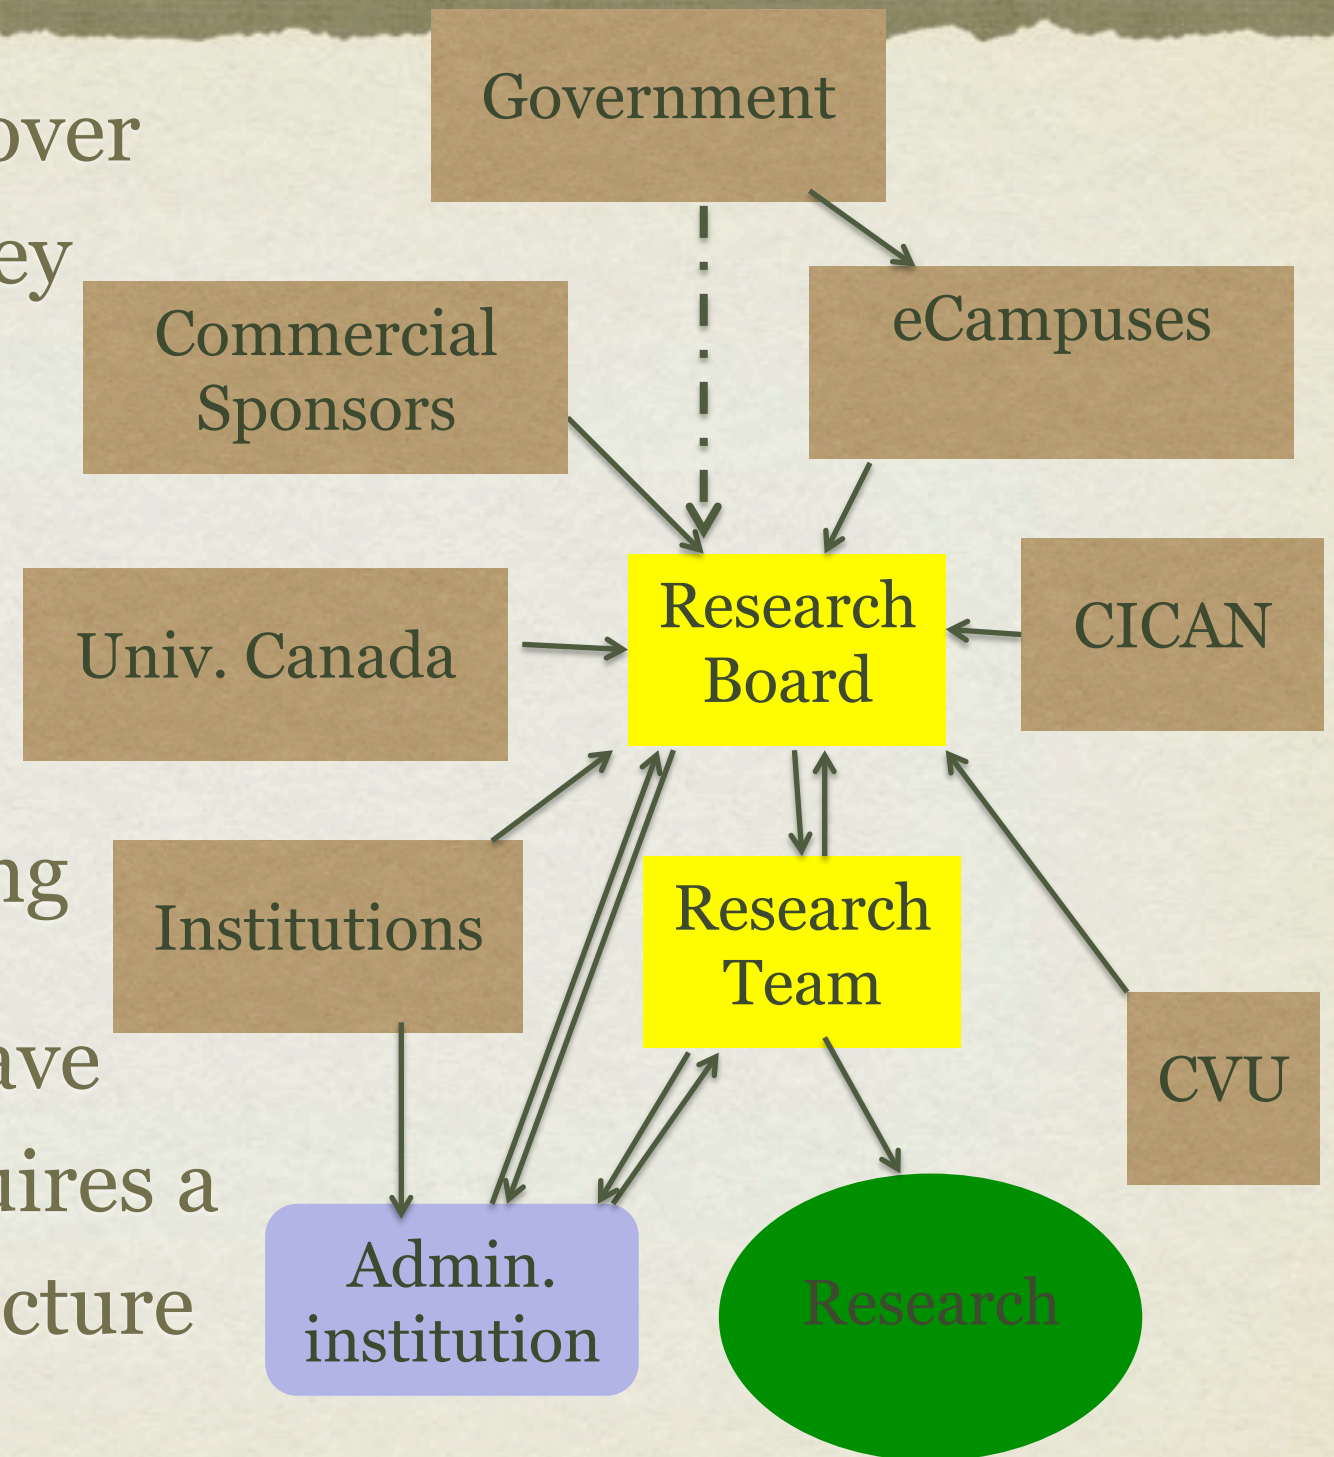 Government
over
ey
eCampuses
Commercial
Sponsors
Research
Board
CICAN
Univ. Canada
ng
Institutions
Research
Team
ave
CVU
uires a
Admin.
institution
cture
Research